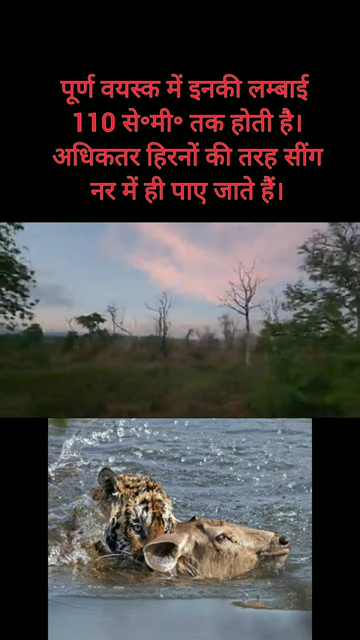 पूर्ण वयस्क में इनकी लम्बाई
110 से॰मी॰ तक होती है।
अधिकतर हिरनों की तरह सींग
नर में ही पाए जाते हैं।